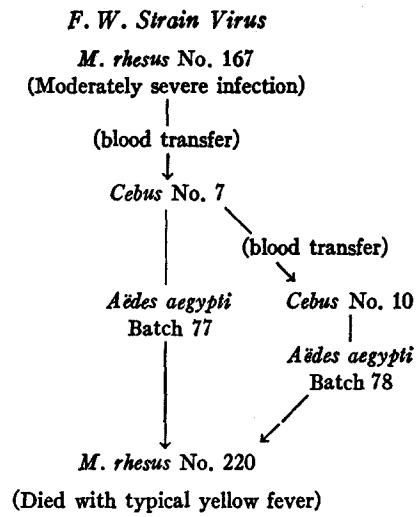 F. W. Strain Virus
M. rhesus No. 167
(Moderately severe infection)
(blood transfer)
Cebus No. 7
(blood transfer)
Aëdes aegypti
Batch 77
Cebus No. 10
Aëdes aegypti
Batch 78
M. rhesus No. 220
(Died with typical yellow fever)